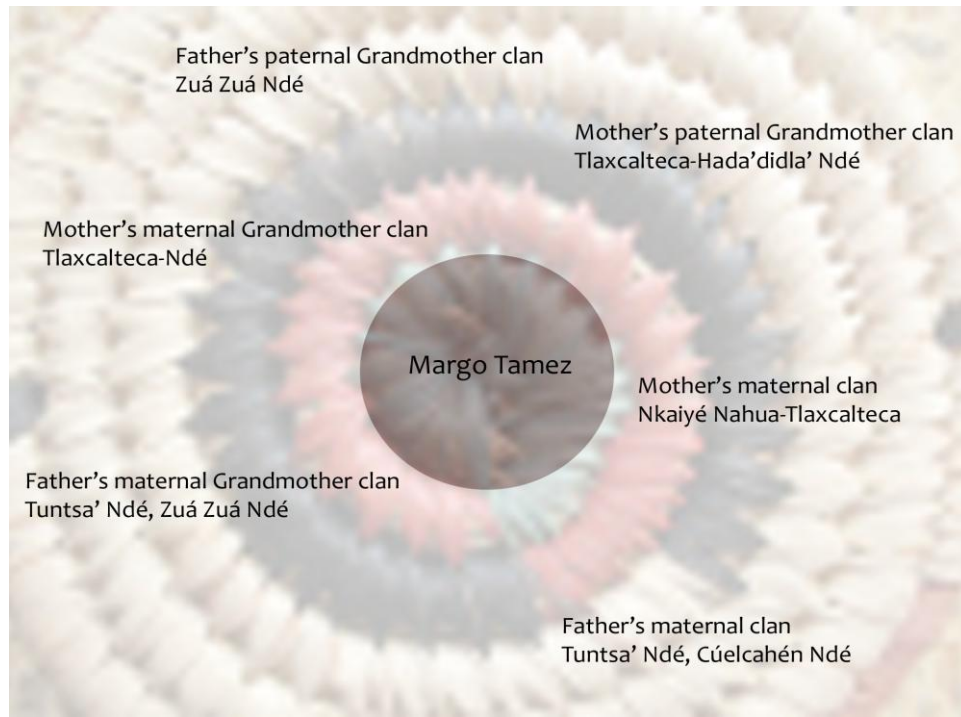 Father’s paternal Grandmother clan
Zuá Zuá Ndé
Mother’s paternal Grandmother clan
Tlaxcalteca-Hada’didla’ Ndé
Mother’s maternal Grandmother clan
Tlaxcalteca-Ndé
Margo Tamez
Mother’s maternal clan
Nkaiyé Nahua-Tlaxcalteca
Father’s maternal Grandmother clan
Tuntsa’ Ndé, Zuá Zuá Ndé
Father’s maternal clan
Tuntsa’ Ndé, Cúelcahén Ndé